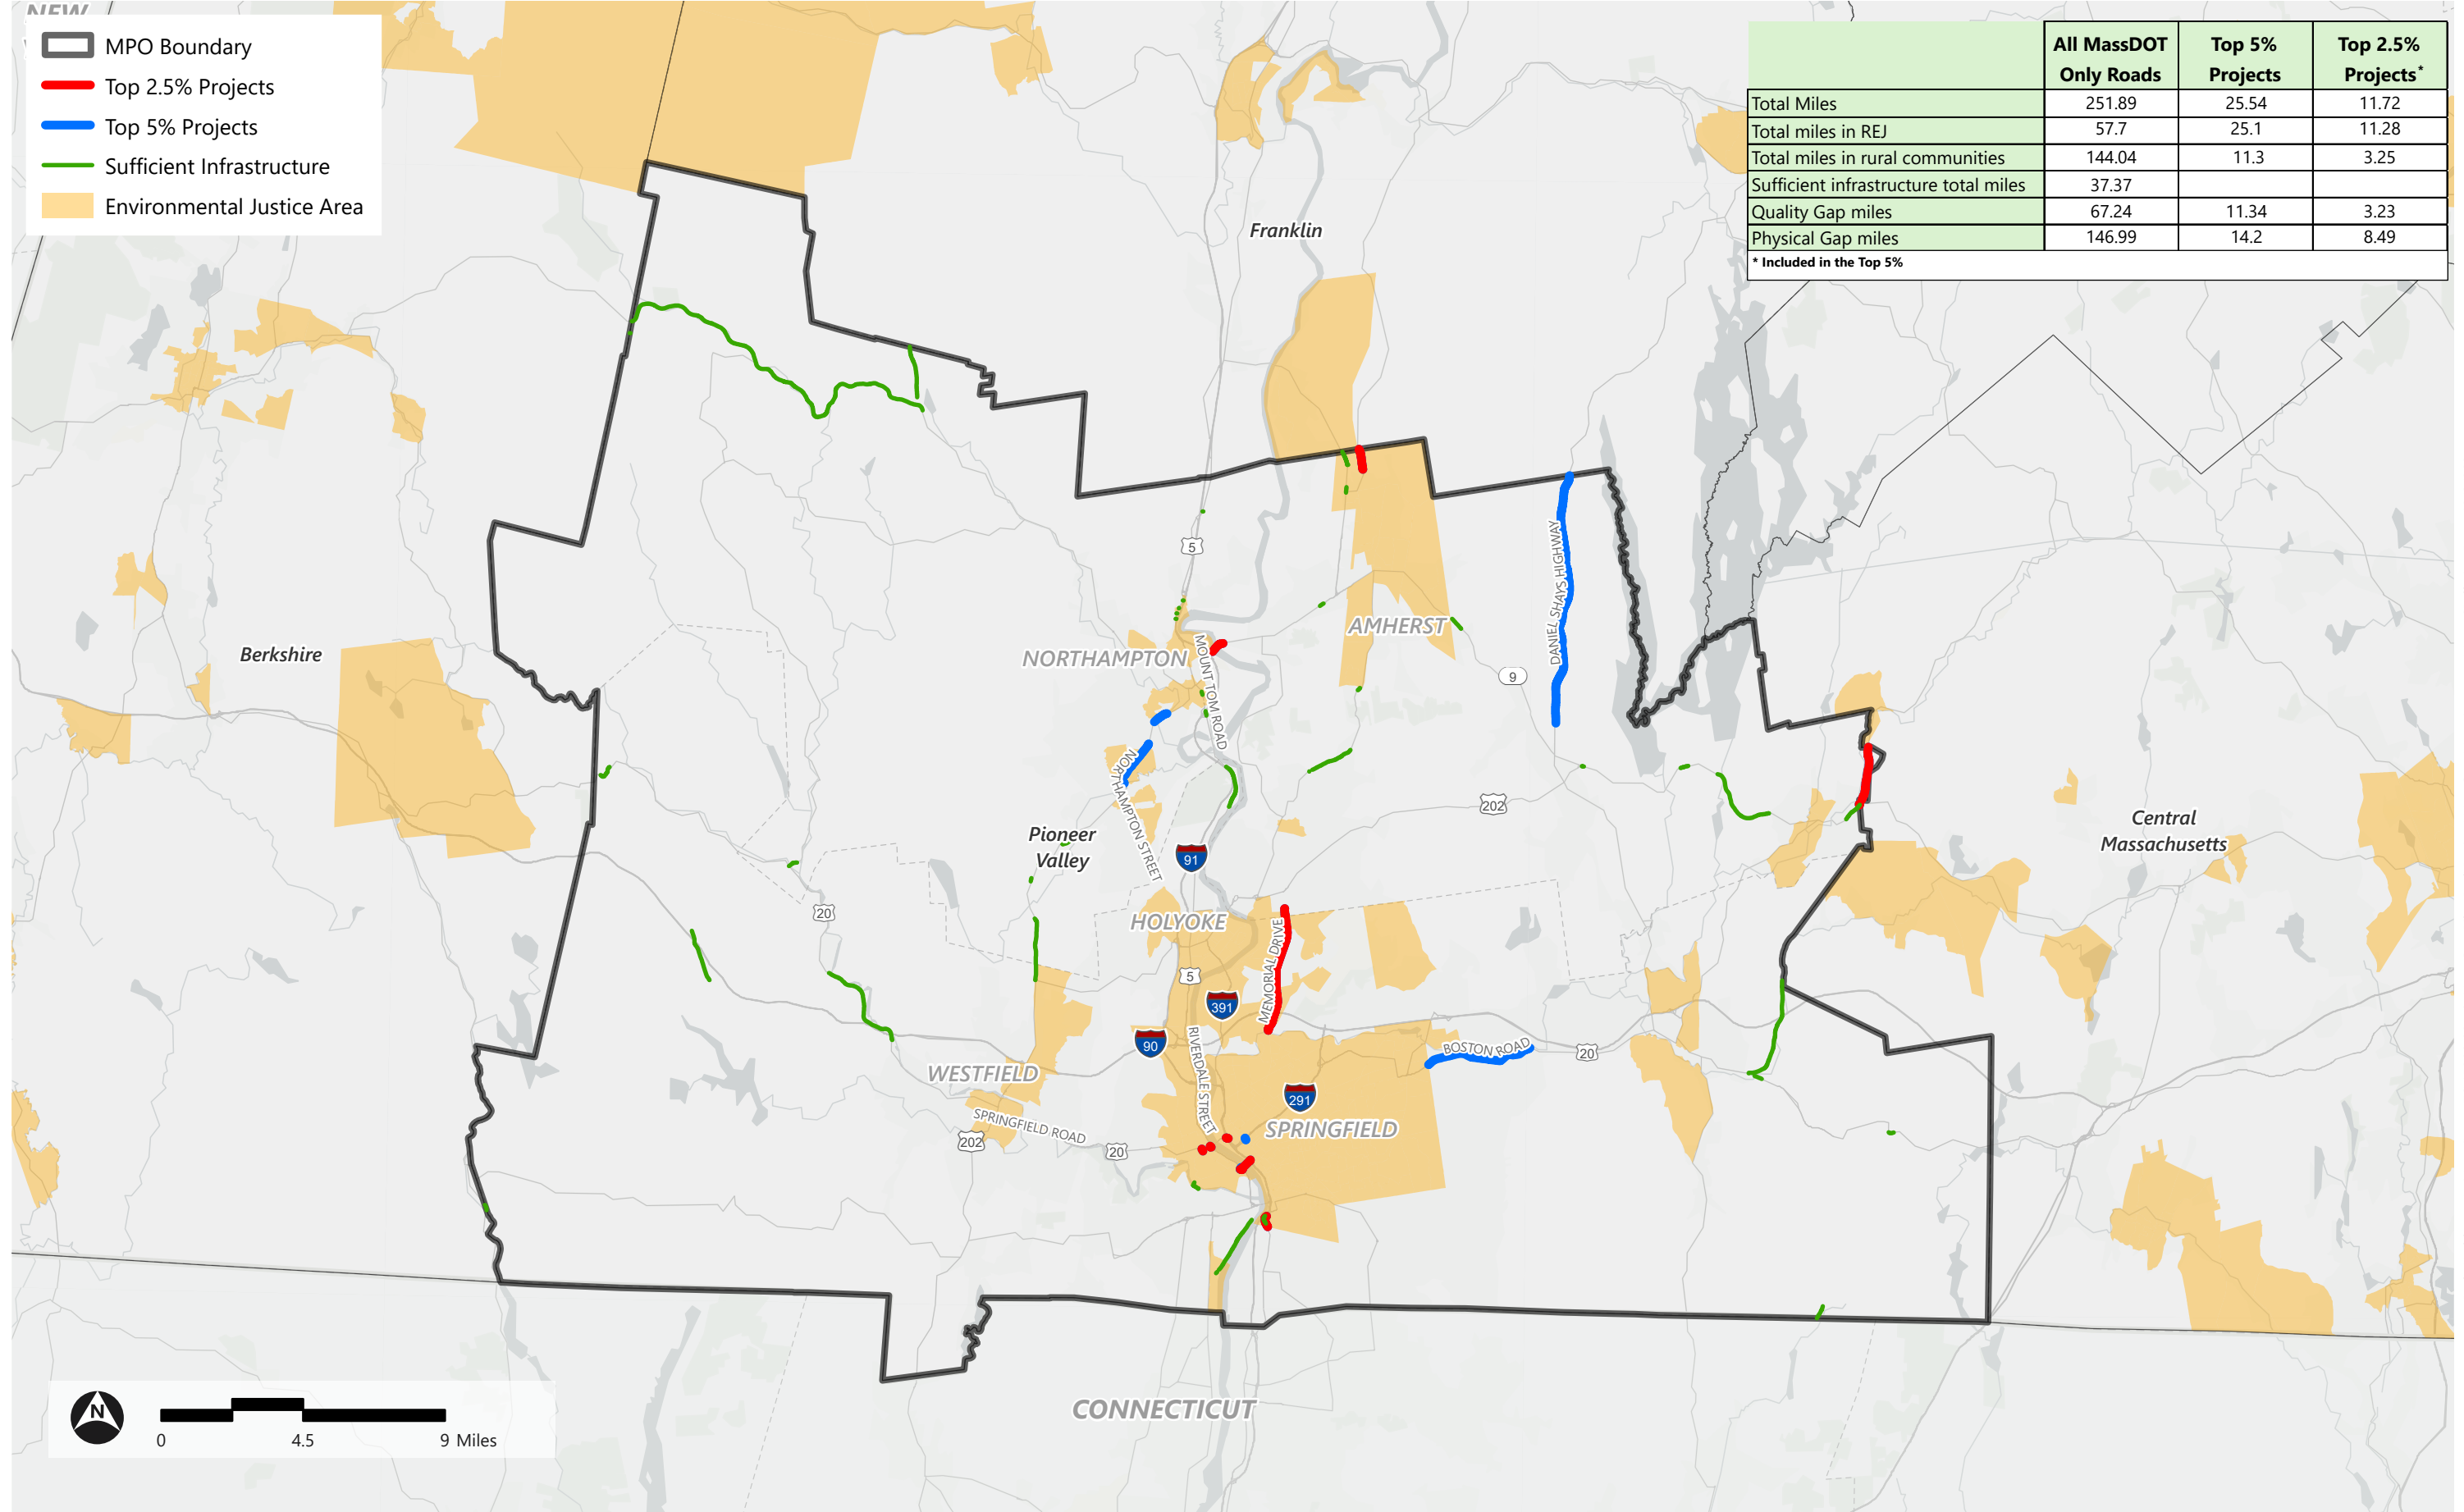 NEW
MPO Boundary
Top 2.5% Projects
Top 5% Projects
Sufficient Infrastructure
Environmental Justice Area
All MassDOT Only Roads
Top 5% Projects
Top 2.5% Projects*
Total Miles 251.89 25.54 11.72
Total miles in REJ 57.7 25.1 11.28
Total miles in rural communities 144.04 11.3 3.25
Sufficient infrastructure total miles 37.37
Quality Gap miles 67.24 11.34 3.23
Physical Gap miles 146.99 14.2 8.49
* Included in the Top 5%
Franklin
5
DANIEL SHAYS HIGHWAY
AMHERST
Berkshire
NORTHAMPTON
MOUNT TOM ROAD
9
NORTHAMPTON STREET
202
Pioneer
Valley
Central
Massachusetts
91
20
HOLYOKE
MEMORIAL DRIVE
5
391
90
RIVERDALE STREET
BOSTON ROAD
20
WESTFIELD
291
SPRINGFIELD ROAD
202
20
SPRINGFIELD
CONNECTICUT
N
0 4.5 9 Miles